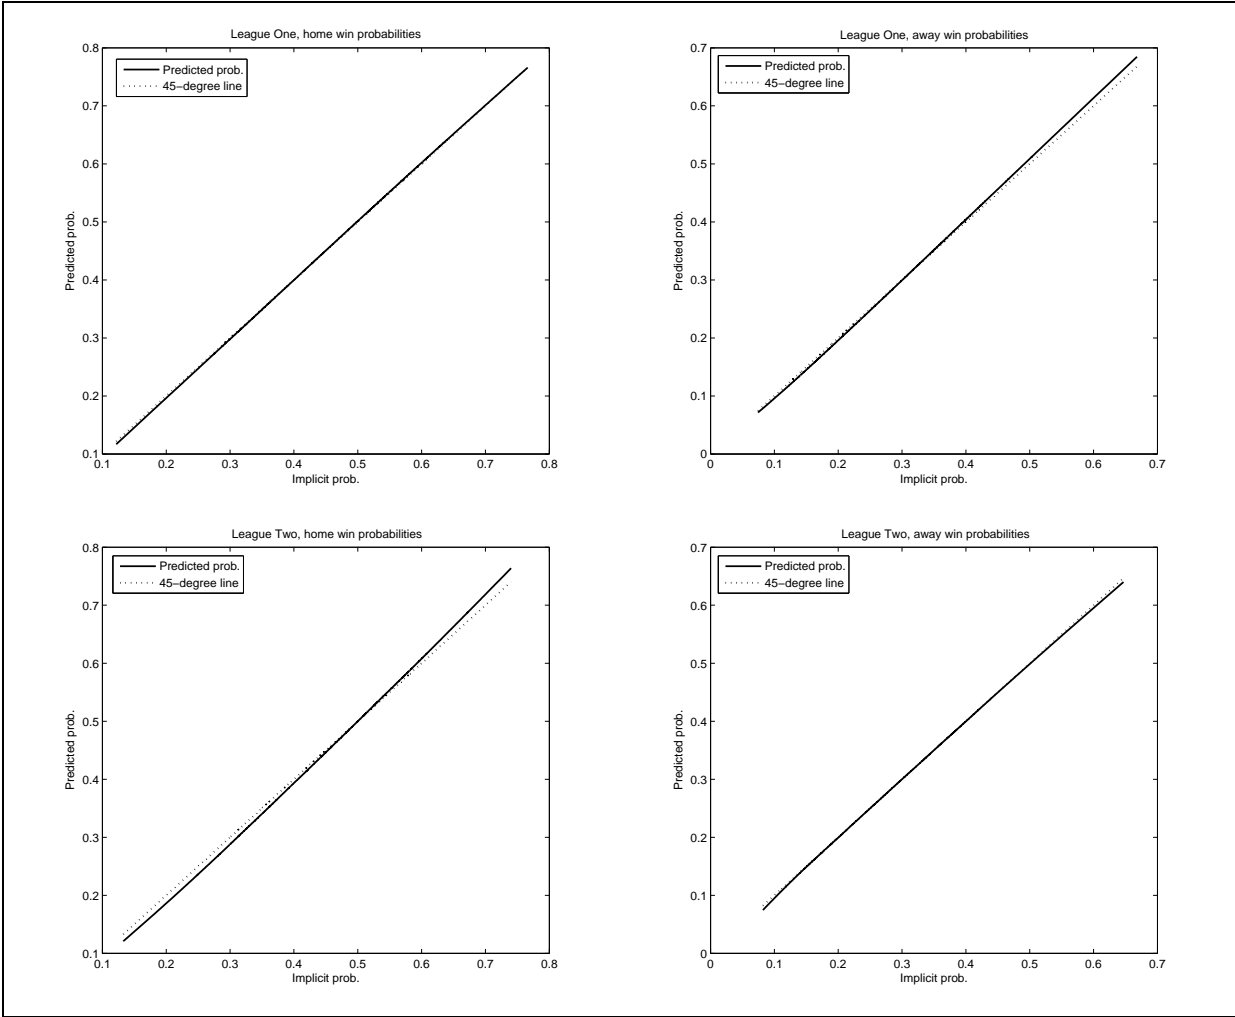 League One, home win probabilities
Predicted prob.
45−degree line
0.8
0.7
0.6
0.5
0.4
0.3
0.2
0.1
Predicted prob.
0.1 0.2 0.3 0.4 0.5 0.6 0.7 0.8
Implicit prob.
League One, away win probabilities
Predicted prob.
45−degree line
0.7
0.6
0.5
0.4
0.3
0.2
0.1
0
Predicted prob.
0 0.1 0.2 0.3 0.4 0.5 0.6 0.7
Implicit prob.
League Two, home win probabilities
Predicted prob.
45−degree line
0.8
0.7
0.6
0.5
0.4
0.3
0.2
0.1
Predicted prob.
0.1 0.2 0.3 0.4 0.5 0.6 0.7 0.8
Implicit prob.
League Two, away win probabilities
Predicted prob.
45−degree line
0.7
0.6
0.5
0.4
0.3
0.2
0.1
0
Predicted prob.
0 0.1 0.2 0.3 0.4 0.5 0.6 0.7
Implicit prob.